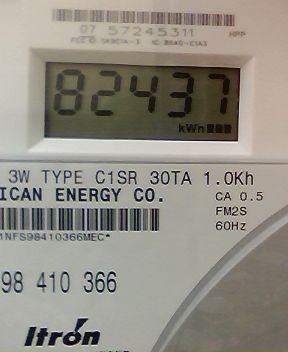 07 57245311
82437
kWh
3W TYPE C1SR 30TA 1.0Kh
ICAN ENERGY CO.
CA 0.5
FM2S
60Hz
1NFS98410366MEC*
98 410 366
Itron